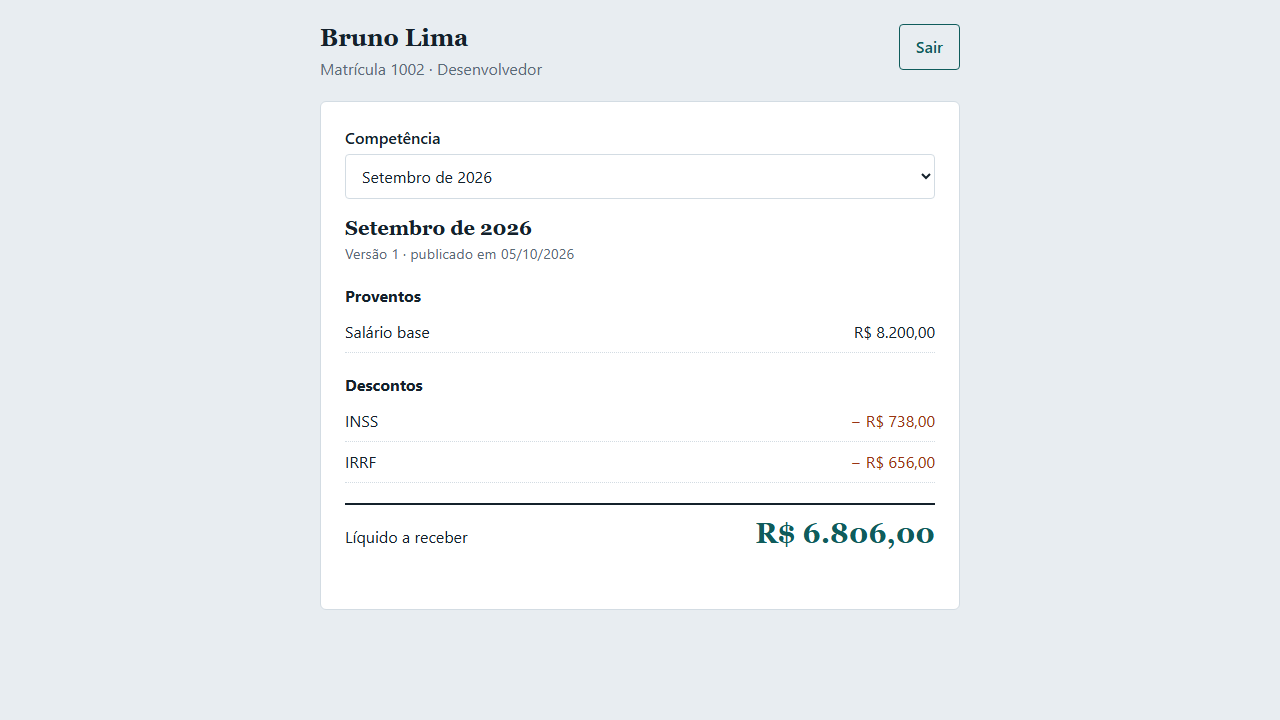 Bruno Lima
Matrícula 1002 · Desenvolvedor
Sair
Competência
Setembro de 2026
Setembro de 2026
Versão 1 · publicado em 05/10/2026
Proventos
Salário base R$ 8.200,00
Descontos
INSS − R$ 738,00
IRRF − R$ 656,00
Líquido a receber R$ 6.806,00